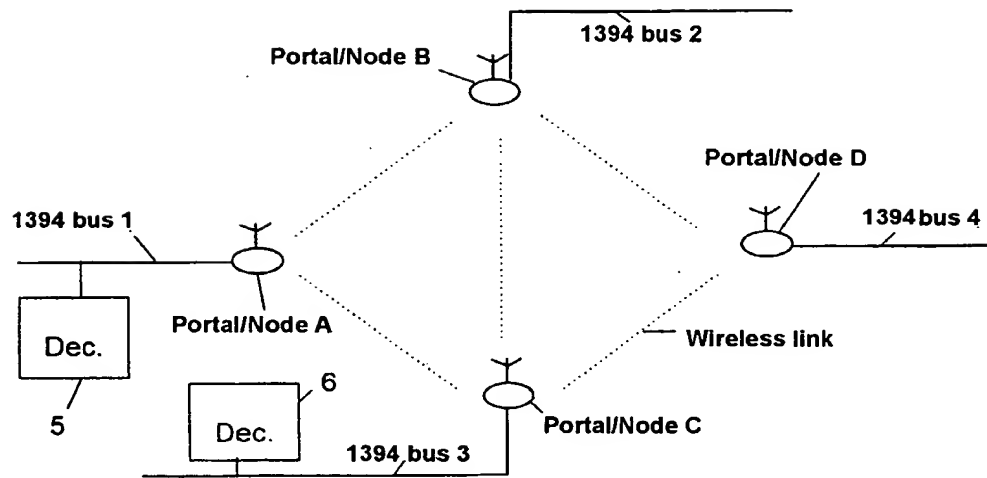 1394 bus 2
Portal/Node B
Portal/Node D
1394 bus 1
1394 bus 4
Portal/Node A
Wireless link
Dec.
5
6
Dec.
Portal/Node C
1394 bus 3